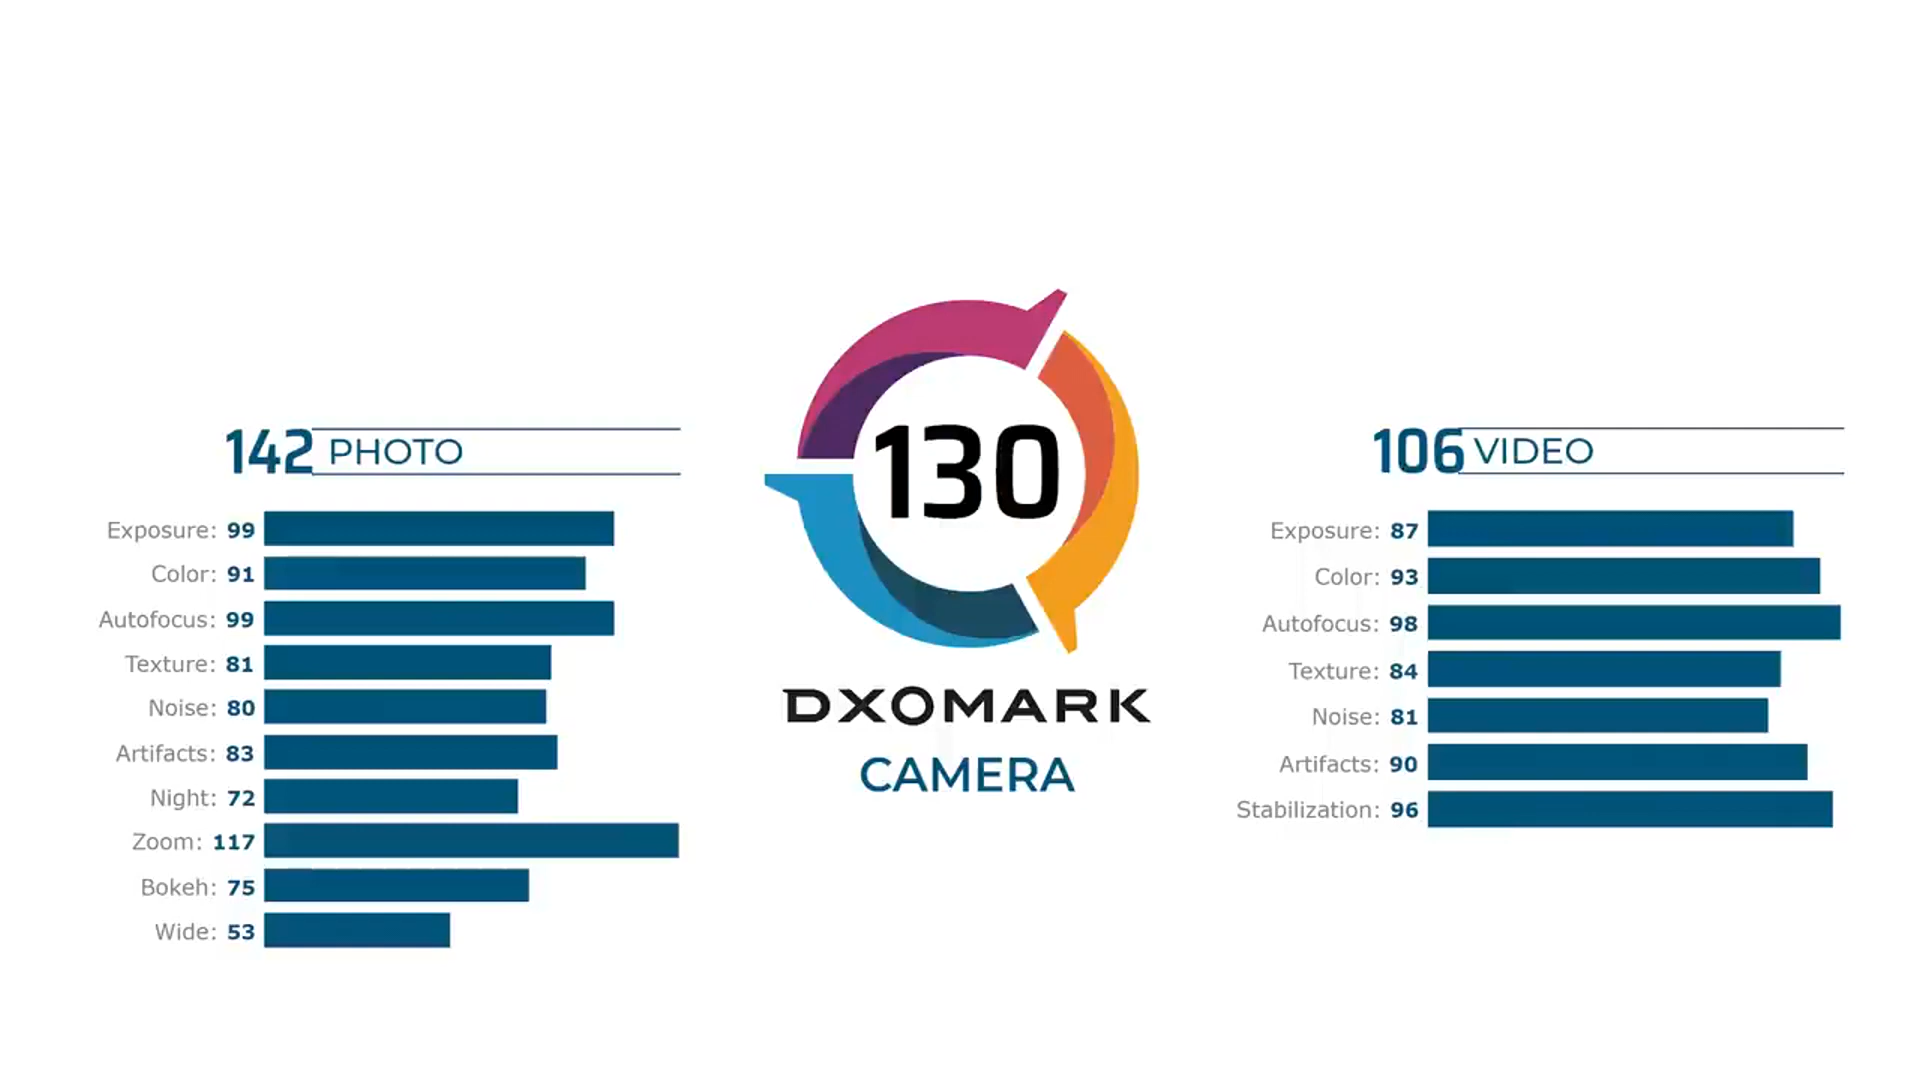 142 PHOTO
Exposure: 99
Color: 91
Autofocus: 99
Texture: 81
Noise: 80
Artifacts: 83
Night: 72
Zoom: 117
Bokeh: 75
Wide: 53
130
DXOMARK
CAMERA
106 VIDEO
Exposure: 87
Color: 93
Autofocus: 98
Texture: 84
Noise: 81
Artifacts: 90
Stabilization: 96